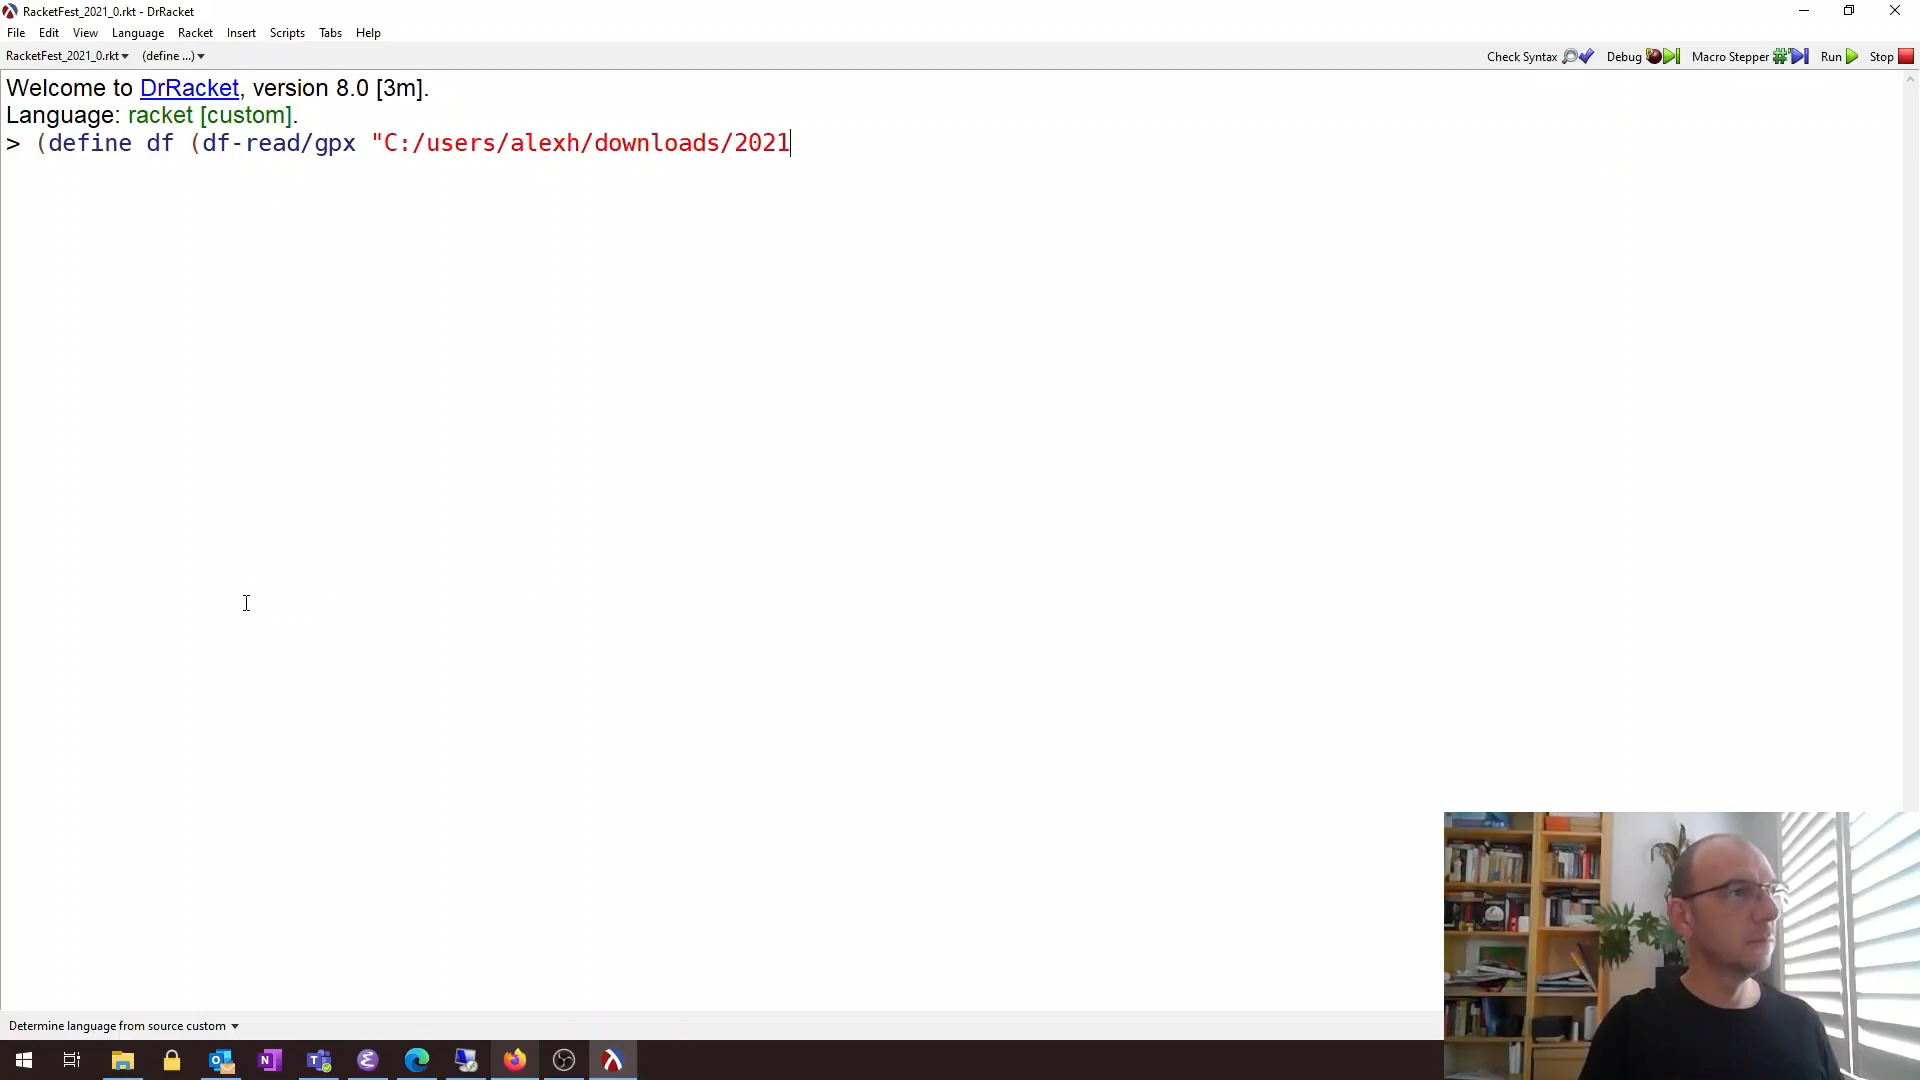 RacketFest_2021_0.rkt - DrRacket
File Edit View Language Racket Insert Scripts Tabs Help
RacketFest_2021_0.rkt (define ...) Check Syntax Debug Macro Stepper Run Stop
Welcome to DrRacket, version 8.0 [3m].
Language: racket [custom].
> (define df (df-read/gpx "C:/users/alexh/downloads/2021
Determine language from source custom